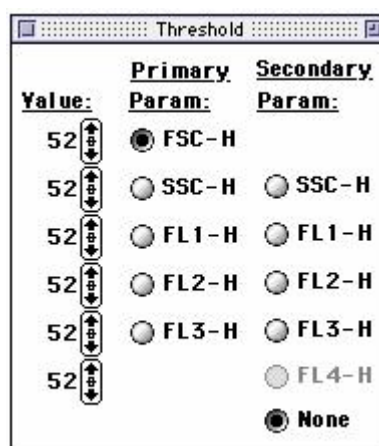 Threshold
Primary Secondary
Value: Param: Param:
52 FSC-H
52 SSC-H SSC-H
52 FL1-H FL1-H
52 FL2-H FL2-H
52 FL3-H FL3-H
52 FL4-H
None